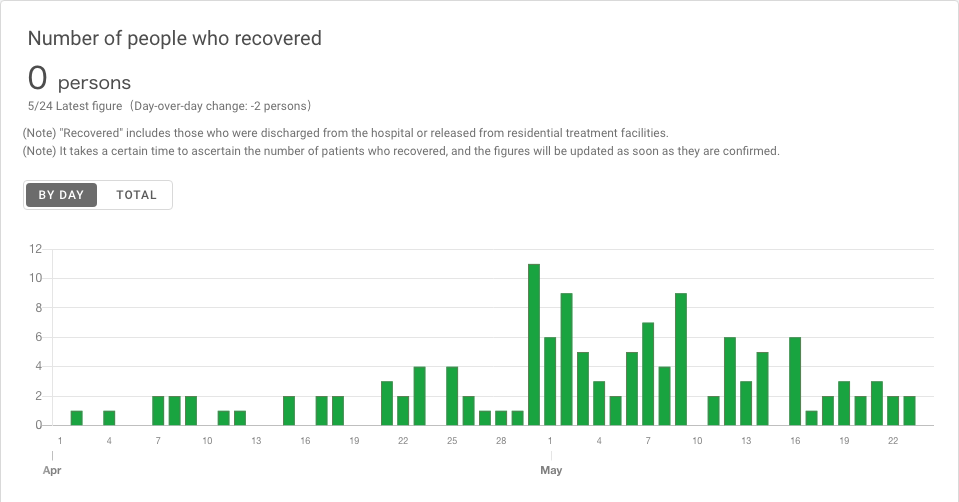 Number of people who recovered
0 persons
5/24 Latest figure（Day-over-day change: -2 persons）
(Note) "Recovered" includes those who were discharged from the hospital or released from residential treatment facilities.
(Note) It takes a certain time to ascertain the number of patients who recovered, and the figures will be updated as soon as they are confirmed.
BY DAY TOTAL
12
10
8
6
4
2
0
1 4 7 10 13 16 19 22 25 28 1 4 7 10 13 16 19 22
Apr May